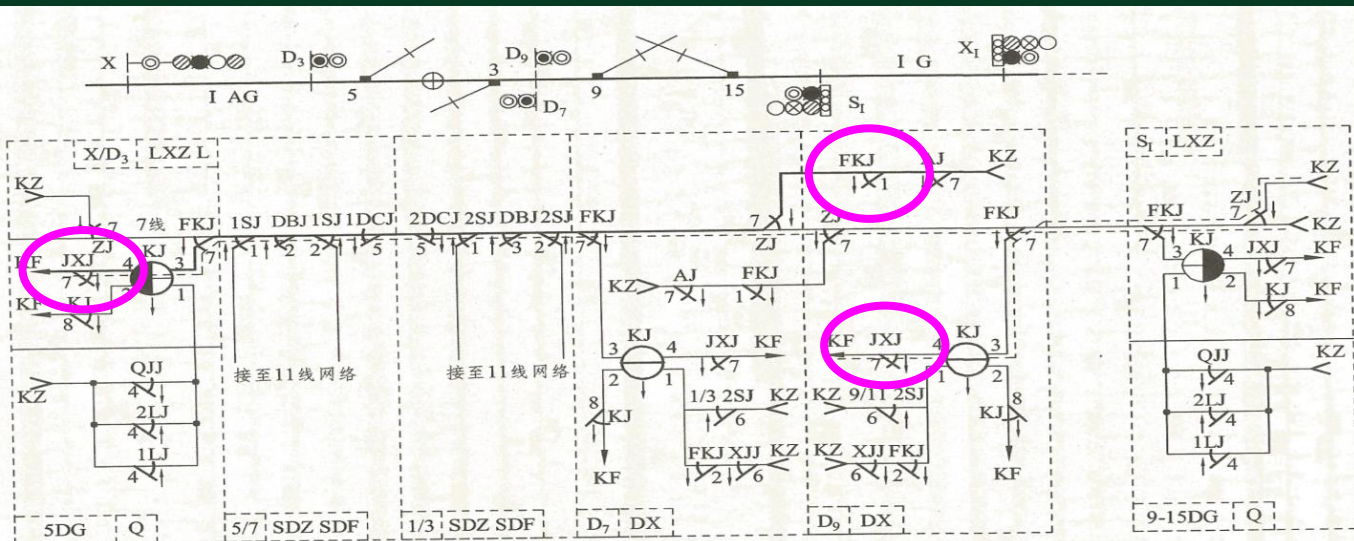 X D₃ D₉ I G X_I
I AG 5 3 D₇ 9 15 S_I
X/D₃ LXZ L S_I LXZ
FKJ AJ KZ
1 7
KZ KZ
7 7线 FKJ 1SJ DBJ 1SJ 1DCJ 2DCJ 2SJ DBJ 2SJ FKJ 7 ZJ FKJ FKJ 7 ZJ KZ
ZJ KJ 7 1 2 2 5 5 1 3 2 7 ZJ 7 7 7
KF JXJ 4 3 3 KJ 4 JXJ KF
7 2 1 KZ AJ FKJ 1 2 7
KF KJ 7 1 KJ KF
8 8
3 KJ 4 JXJ KF KF JXJ 4 KJ 3
2 1 7 7 1 2
接至11线网络 接至11线网络
QJJ 1/3 2SJ KZ KZ 9/11 2SJ 8 QJJ KZ
KZ 4 8 KJ 6 6 KJ 4
2LJ 2LJ
4 FKJ XJJ KZ KZ XJJ FKJ 4
1LJ KF 2 6 6 2 KF 1LJ
4 4
5DG Q 5/7 SDZ SDF 1/3 SDZ SDF D₇ DX D₉ DX 9-15DG Q